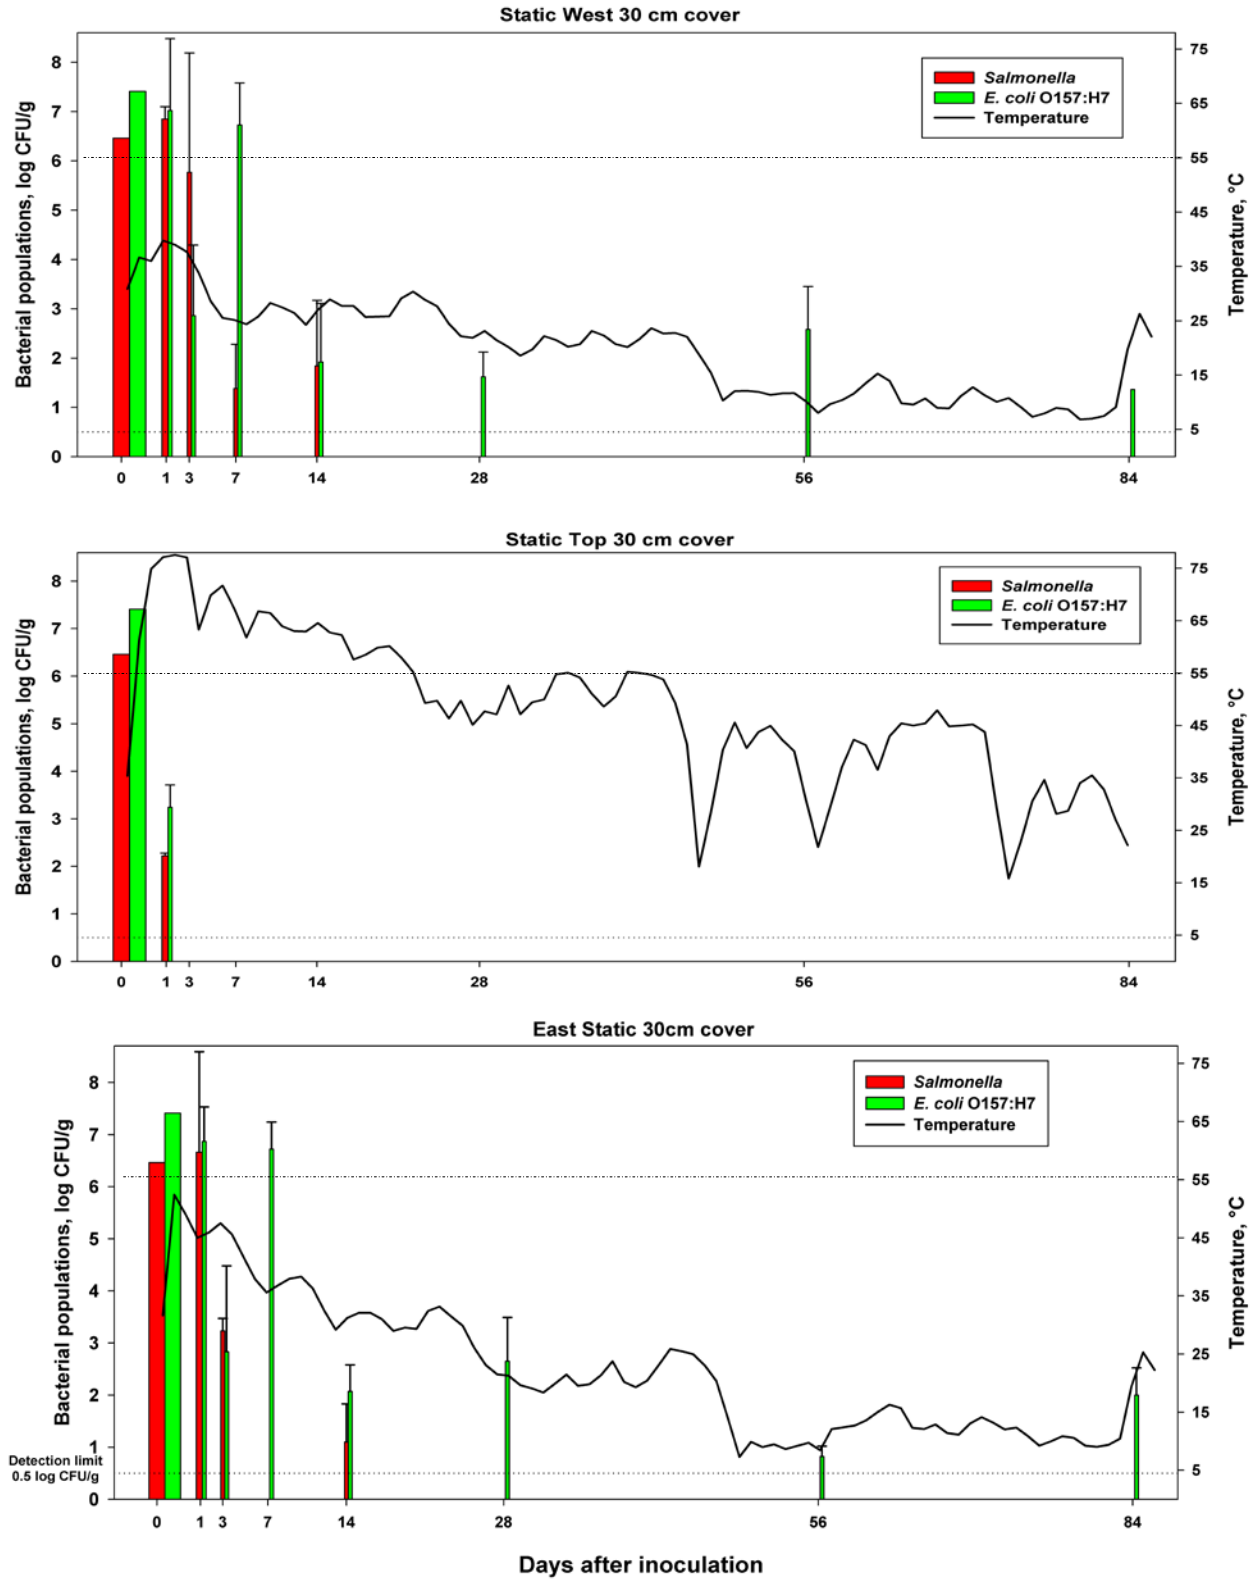 Static West 30 cm cover
Bacterial populations, log CFU/g
8
7
6
5
4
3
2
1
0
Salmonella
E. coli O157:H7
Temperature
75
65
55
45
35
25
15
5
Temperature, °C
0 1 3 7 14 28 56 84
Static Top 30 cm cover
Bacterial populations, log CFU/g
8
7
6
5
4
3
2
1
0
Salmonella
E. coli O157:H7
Temperature
75
65
55
45
35
25
15
5
Temperature, °C
0 1 3 7 14 28 56 84
East Static 30cm cover
Bacterial populations, log CFU/g
8
7
6
5
4
3
2
1
Detection limit
0.5 log CFU/g
0
Salmonella
E. coli O157:H7
Temperature
75
65
55
45
35
25
15
5
Temperature, °C
0 1 3 7 14 28 56 84
Days after inoculation